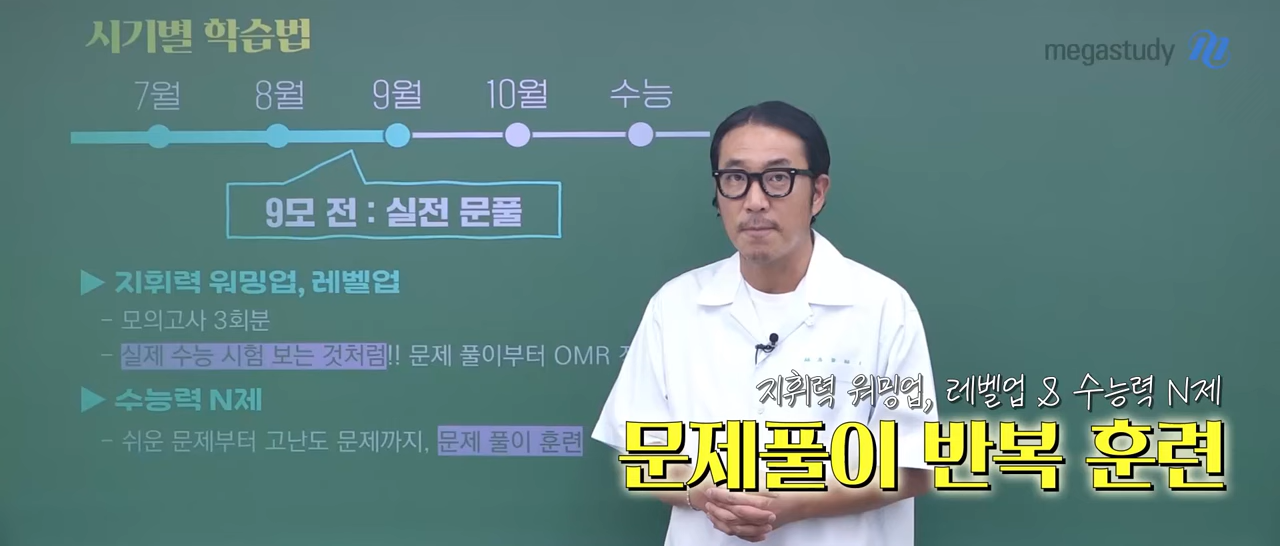 시기별 학습법
megastudy
7월 8월 9월 10월 수능
9모 전 : 실전 문풀
▶ 지휘력 워밍업, 레벨업
- 모의고사 3회분
- 실제 수능 시험 보는 것처럼!! 문제 풀이부터 OMR
▶ 수능력 N제
- 쉬운 문제부터 고난도 문제까지, 문제 풀이 훈련
지휘력 워밍업, 레벨업 & 수능력 N제
문제풀이 반복 훈련